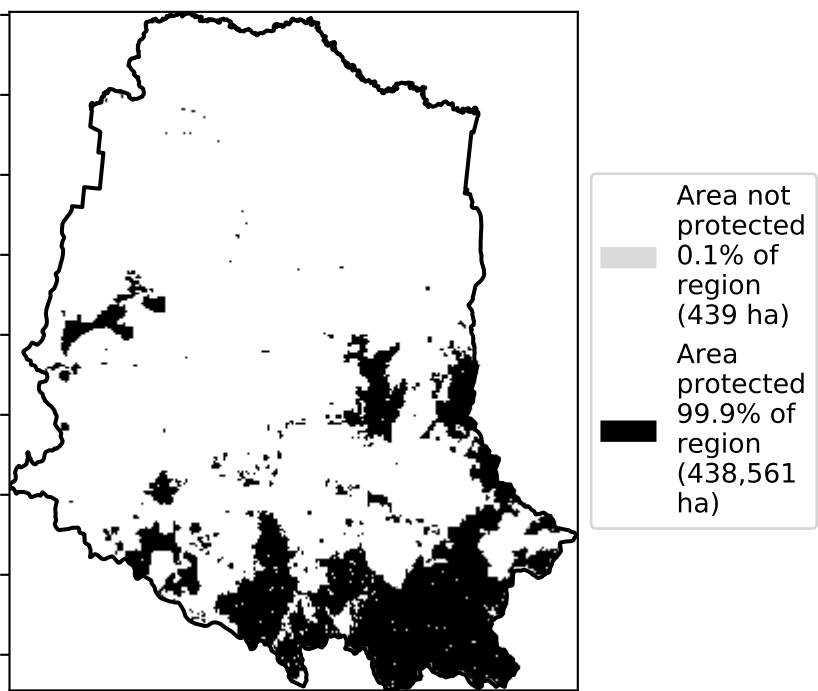 Area not
protected
0.1% of
region
(439 ha)
Area
protected
99.9% of
region
(438,561
ha)